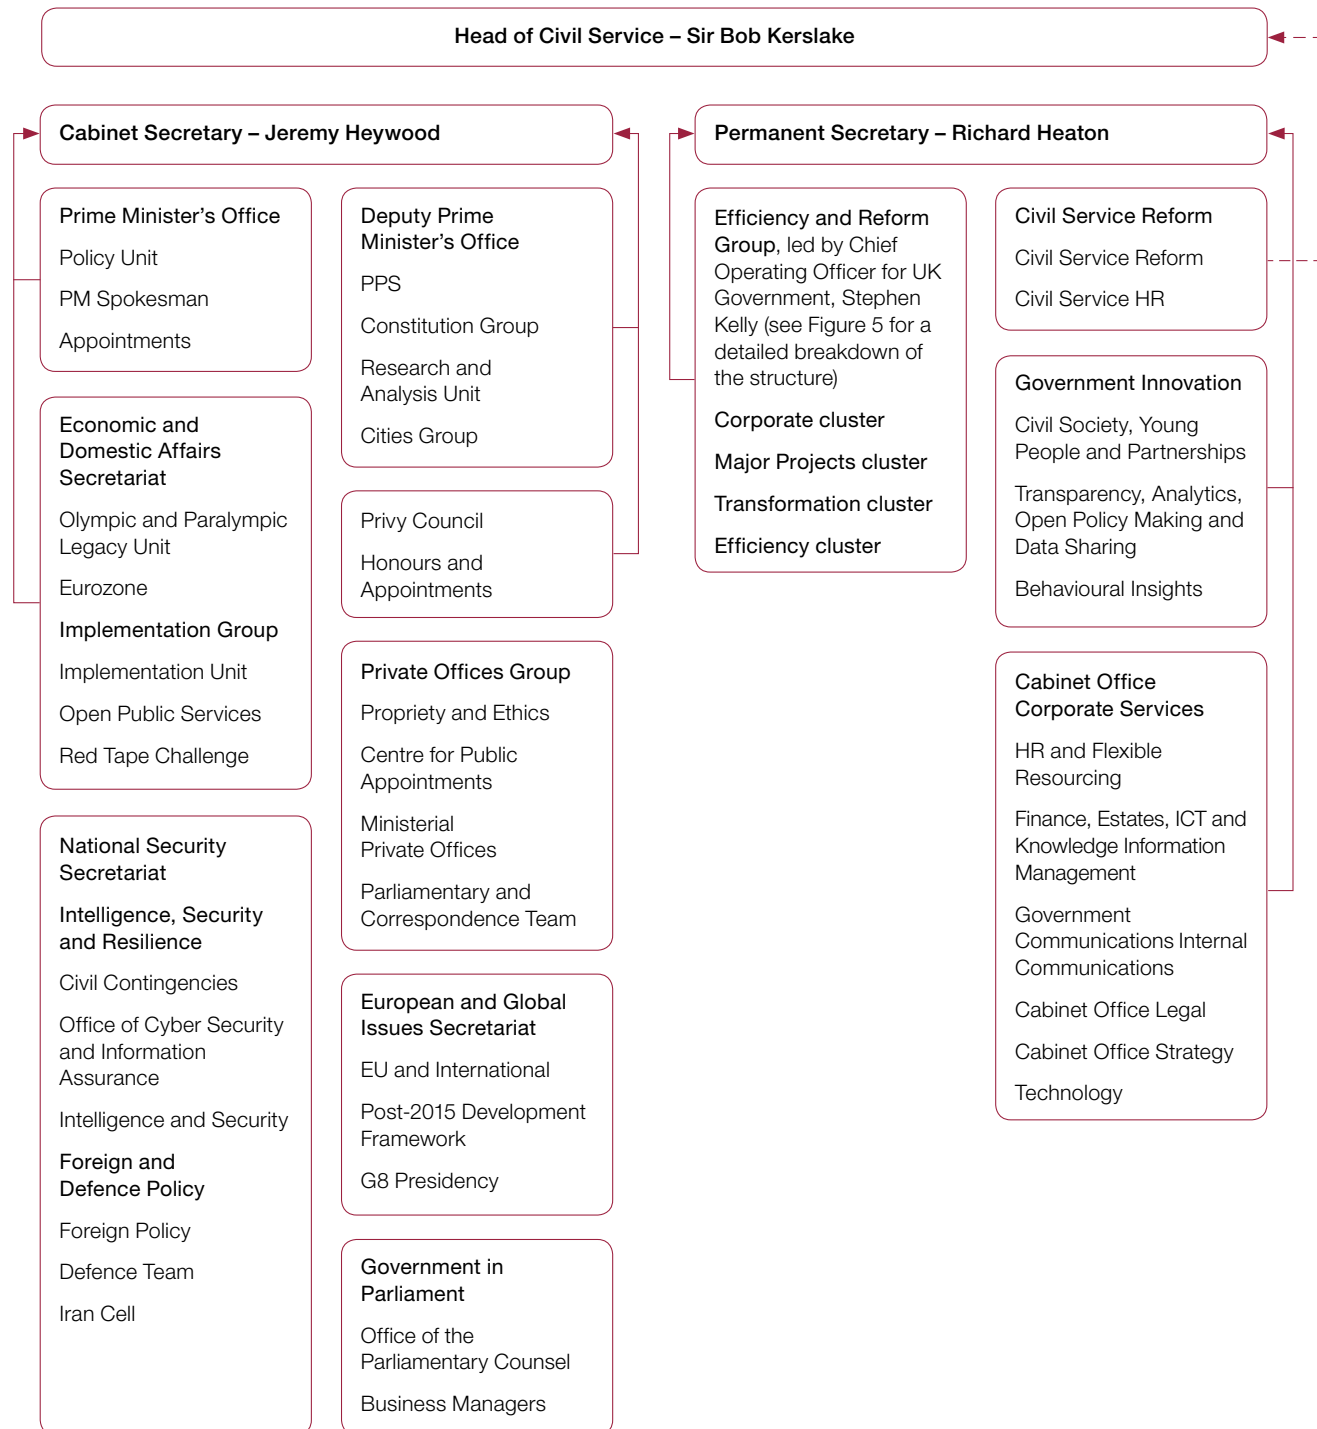 Head of Civil Service – Sir Bob Kerslake
Cabinet Secretary – Jeremy Heywood
Prime Minister’s Office
Policy Unit
PM Spokesman
Appointments
Economic and
Domestic Affairs
Secretariat
Olympic and Paralympic
Legacy Unit
Eurozone
Implementation Group
Implementation Unit
Open Public Services
Red Tape Challenge
National Security
Secretariat
Intelligence, Security
and Resilience
Civil Contingencies
Office of Cyber Security
and Information
Assurance
Intelligence and Security
Foreign and
Defence Policy
Foreign Policy
Defence Team
Iran Cell
Deputy Prime
Minister’s Office
PPS
Constitution Group
Research and
Analysis Unit
Cities Group
Privy Council
Honours and
Appointments
Private Offices Group
Propriety and Ethics
Centre for Public
Appointments
Ministerial
Private Offices
Parliamentary and
Correspondence Team
European and Global
Issues Secretariat
EU and International
Post-2015 Development
Framework
G8 Presidency
Government in
Parliament
Office of the
Parliamentary Counsel
Business Managers
Permanent Secretary – Richard Heaton
Efficiency and Reform
Group, led by Chief
Operating Officer for UK
Government, Stephen
Kelly (see Figure 5 for a
detailed breakdown of
the structure)
Corporate cluster
Major Projects cluster
Transformation cluster
Efficiency cluster
Civil Service Reform
Civil Service Reform
Civil Service HR
Government Innovation
Civil Society, Young
People and Partnerships
Transparency, Analytics,
Open Policy Making and
Data Sharing
Behavioural Insights
Cabinet Office
Corporate Services
HR and Flexible
Resourcing
Finance, Estates, ICT and
Knowledge Information
Management
Government
Communications Internal
Communications
Cabinet Office Legal
Cabinet Office Strategy
Technology